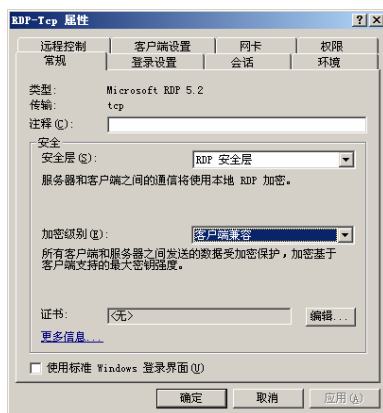 RDP-Tcp 属性
远程控制 客户端设置 网卡 权限
常规 登录设置 会话 环境
类型: Microsoft RDP 5.2
传输: tcp
注释(C):
安全
安全层(S): RDP 安全层
服务器和客户端之间的通信将使用本地 RDP 加密。
加密级别(E): 客户端兼容
所有客户端和服务器之间发送的数据受加密保护，加密基于
客户端支持的最大密钥强度。
证书: <无> 编辑...
更多信息...
使用标准 Windows 登录界面(U)
确定 取消 应用(A)